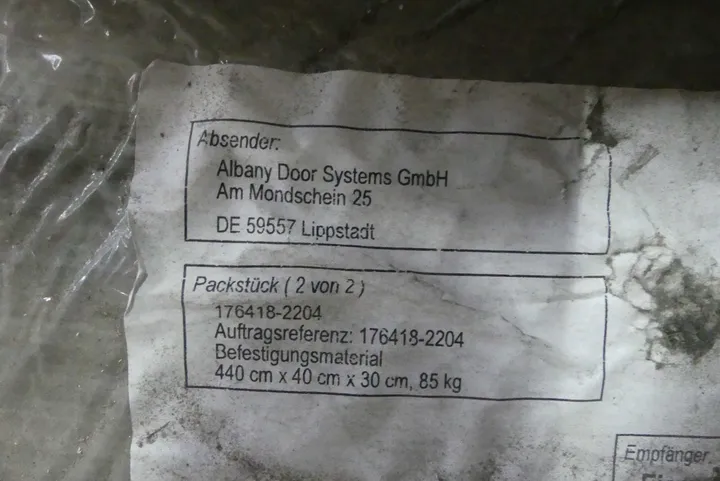 Absender:
Albany Door Systems GmbH
Am Mondschein 25
DE 59557 Lippstadt
Packstück ( 2 von 2 )
176418-2204
Auftragsreferenz: 176418-2204
Befestigungsmaterial
440 cm x 40 cm x 30 cm, 85 kg
Empfänger